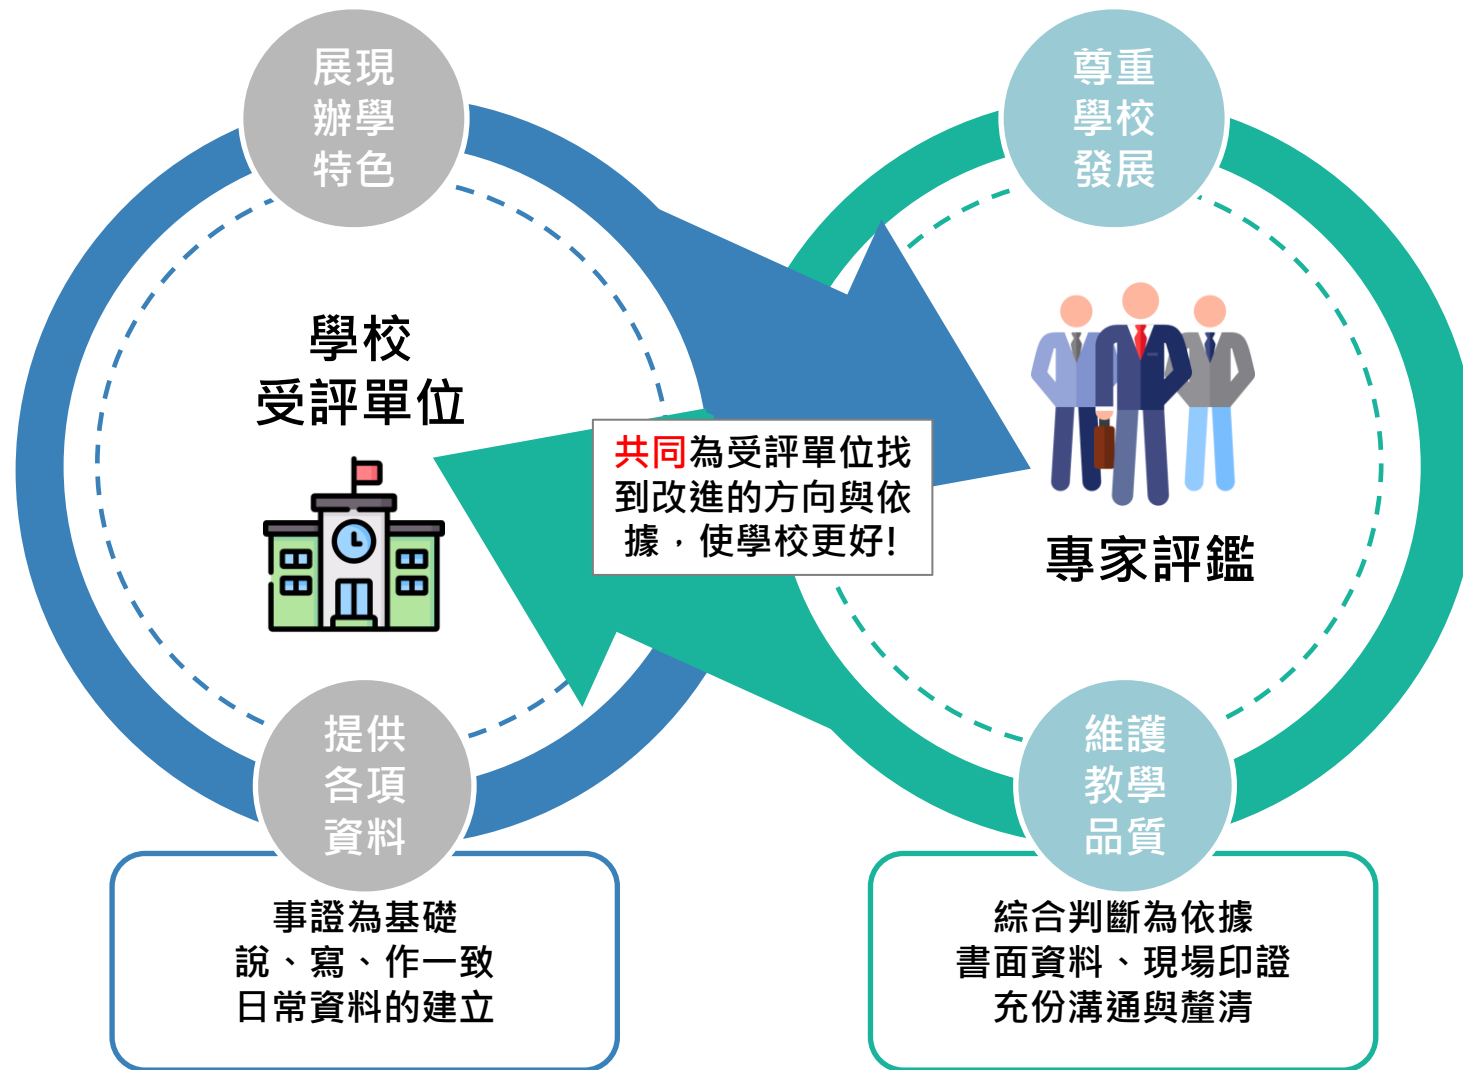 展現
辦學
特色
學校
受評單位
提供
各項
資料
事證為基礎
說、寫、作一致
日常資料的建立
共同為受評單位找
到改進的方向與依
據，使學校更好!
尊重
學校
發展
專家評鑑
維護
教學
品質
綜合判斷為依據
書面資料、現場印證
充份溝通與釐清